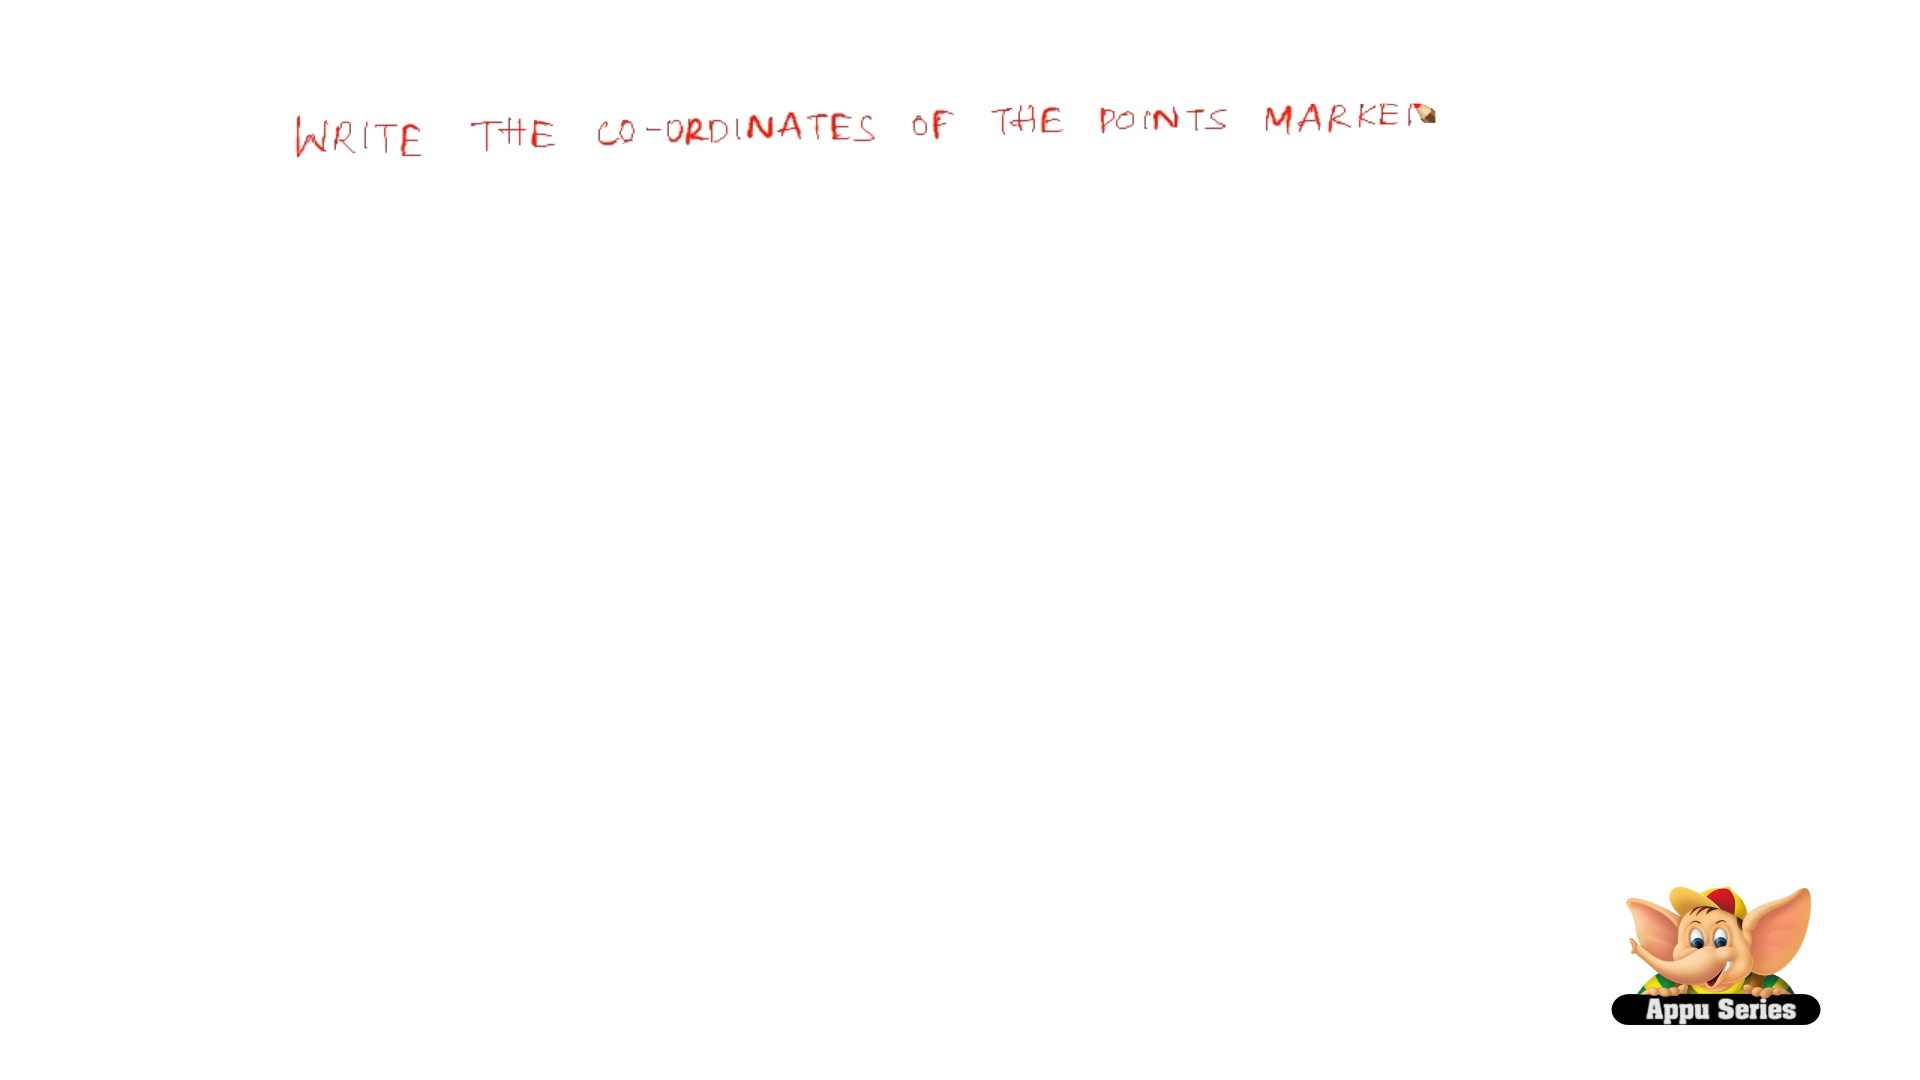 WRITE THE CO-ORDINATES OF THE POINTS MARKE
Appu Series